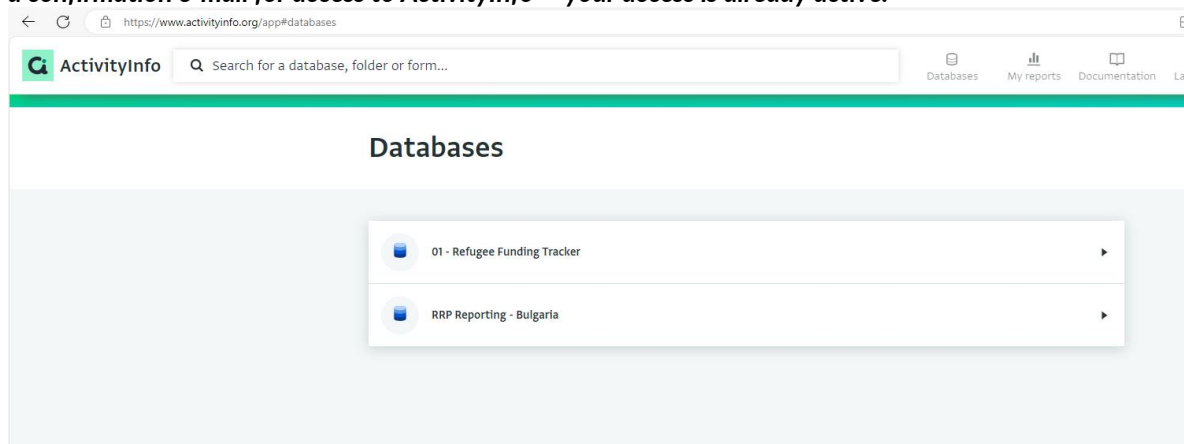 a confirmation e-mail for access to ActivityInfo – your access is already active.
https://www.activityinfo.org/app#databases
ActivityInfo
Search for a database, folder or form...
Databases
My reports
Documentation
Databases
01 - Refugee Funding Tracker
RRP Reporting - Bulgaria